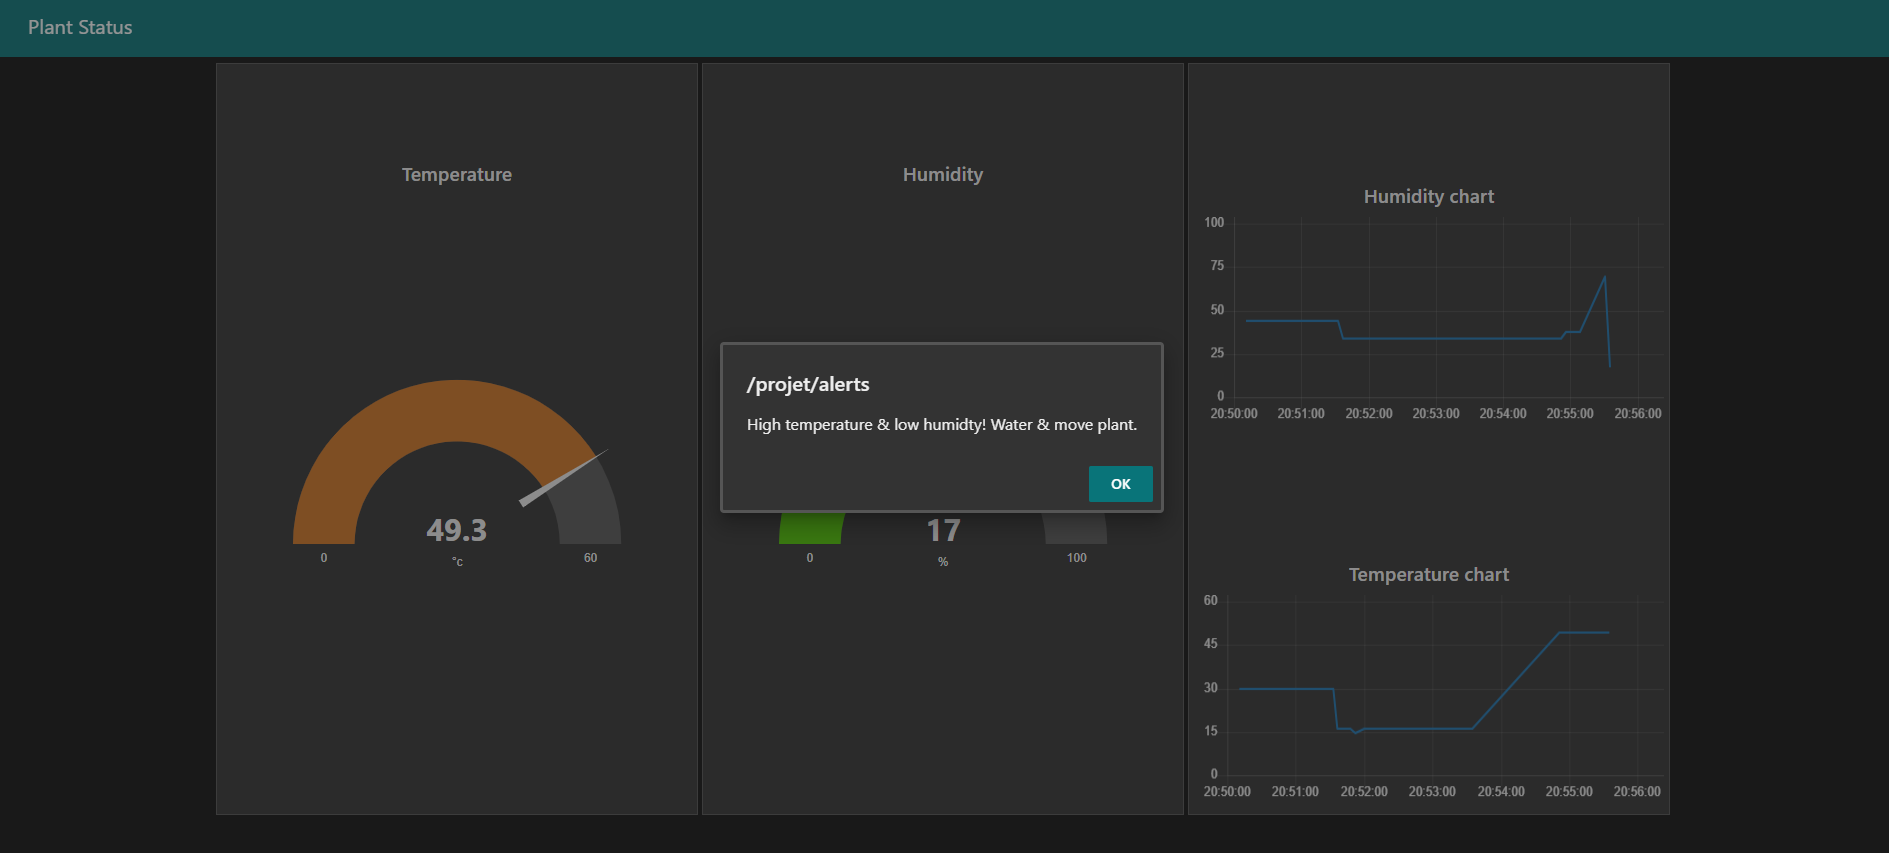 Plant Status
Temperature
49.3
0
°c
60
Humidity
17
0
%
100
/projet/alerts
High temperature & low humidty! Water & move plant.
OK
Humidity chart
100
75
50
25
0
20:50:00 20:51:00 20:52:00 20:53:00 20:54:00 20:55:00 20:56:00
Temperature chart
60
45
30
15
0
20:50:00 20:51:00 20:52:00 20:53:00 20:54:00 20:55:00 20:56:00